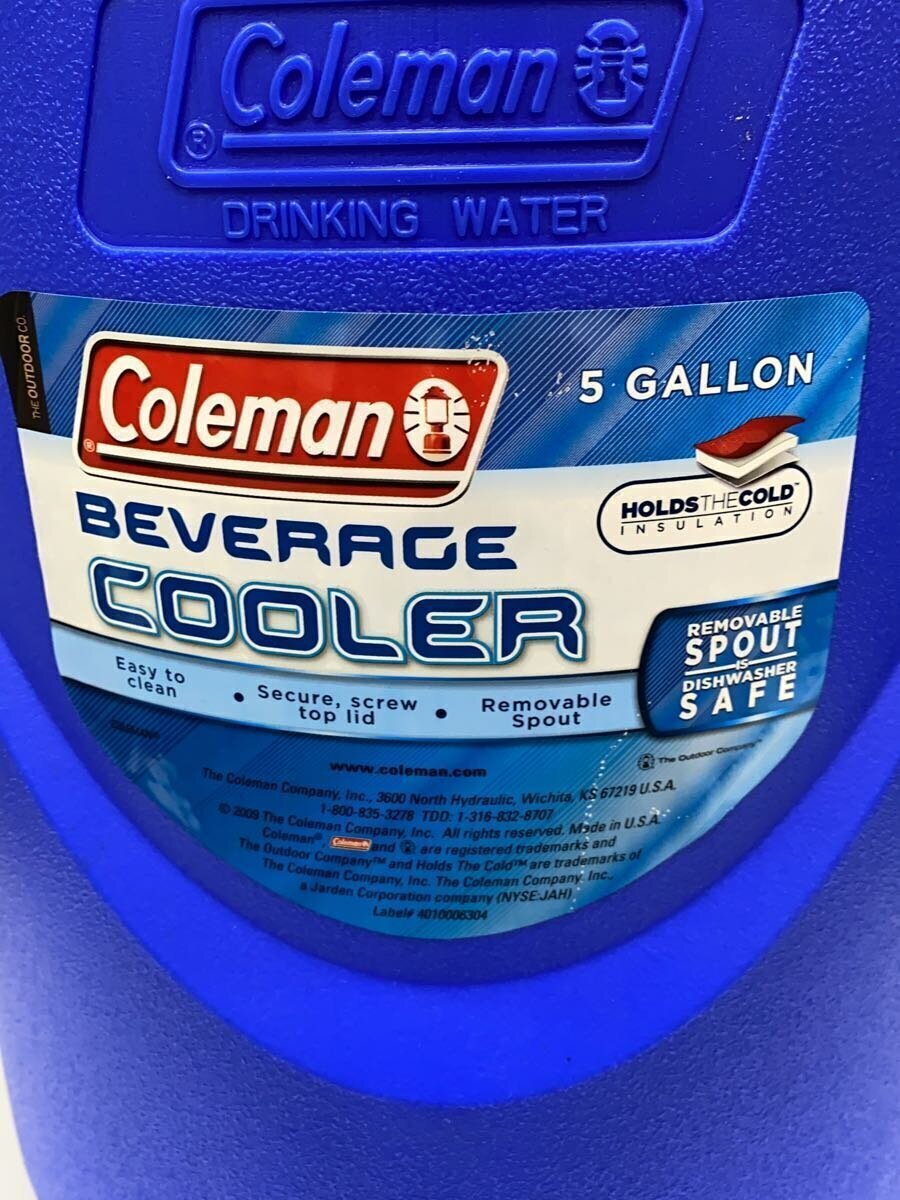 Coleman
®
DRINKING WATER
THE OUTDOOR CO.
Coleman
®
5 GALLON
HOLDSTHECOLD™
INSULATION
BEVERAGE
COOLER
REMOVABLE
SPOUT
IS
DISHWASHER
SAFE
Easy to
clean
• Secure, screw
top lid
• Removable
Spout
The Outdoor Company™
www.coleman.com
The Coleman Company, Inc., 3600 North Hydraulic, Wichita, KS 67219 U.S.A.
1-800-835-3278 TDD: 1-316-832-8707
© 2009 The Coleman Company, Inc. All rights reserved. Made in U.S.A.
Coleman®, Coleman and are registered trademarks and
The Outdoor Company™ and Holds The Cold™ are trademarks of
The Coleman Company, Inc. The Coleman Company, Inc.,
a Jarden Corporation company (NYSE:JAH)
Label# 4010006304